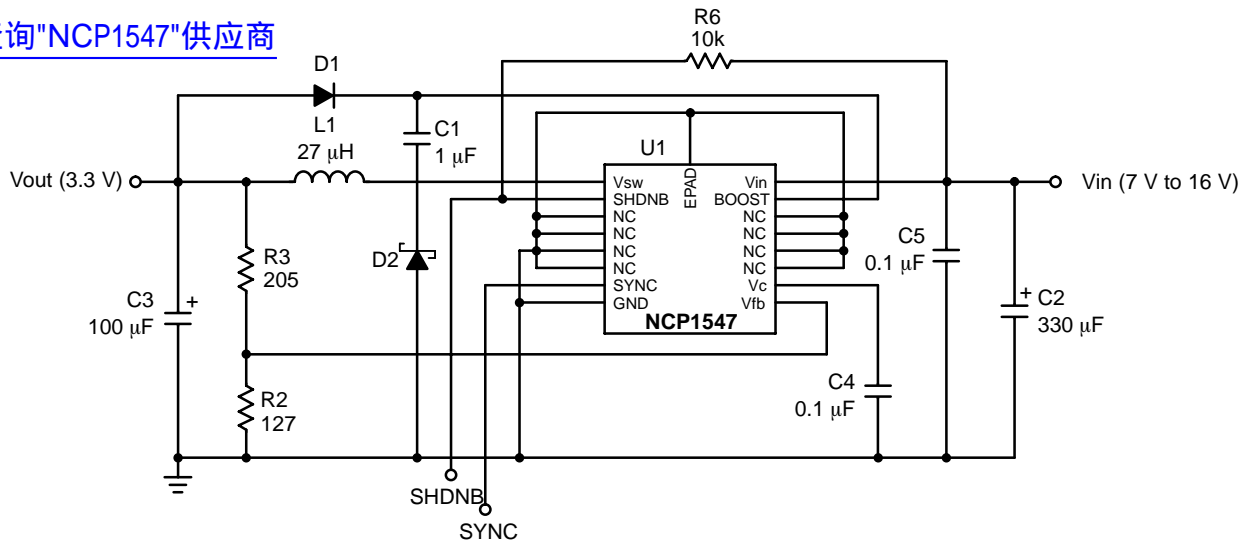 询"NCP1547"供应商
R6
10k
D1
L1
27 μH
C1
1 μF
U1
Vout (3.3 V)
Vin (7 V to 16 V)
Vsw
SHDNB
NC
NC
NC
NC
SYNC
GND
EPAD
Vin
BOOST
NC
NC
NC
NC
Vc
Vfb
NCP1547
R3
205
D2
C5
0.1 μF
C3
+
100 μF
+
C2
330 μF
R2
127
C4
0.1 μF
SHDNB
SYNC